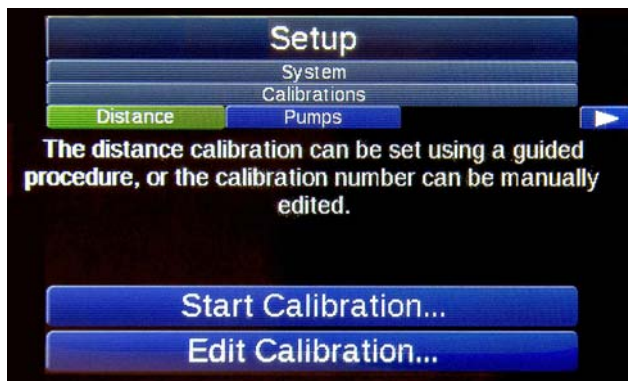 Setup
System
Calibrations
Distance Pumps
The distance calibration can be set using a guided
procedure, or the calibration number can be manually
edited.
Start Calibration...
Edit Calibration...